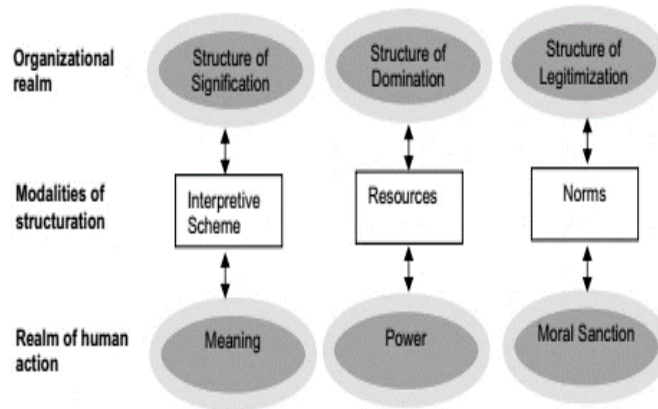 Organizational
realm
Structure of
Signification
Structure of
Domination
Structure of
Legitimization
Modalities of
structuration
Interpretive
Scheme
Resources
Norms
Realm of human
action
Meaning
Power
Moral Sanction